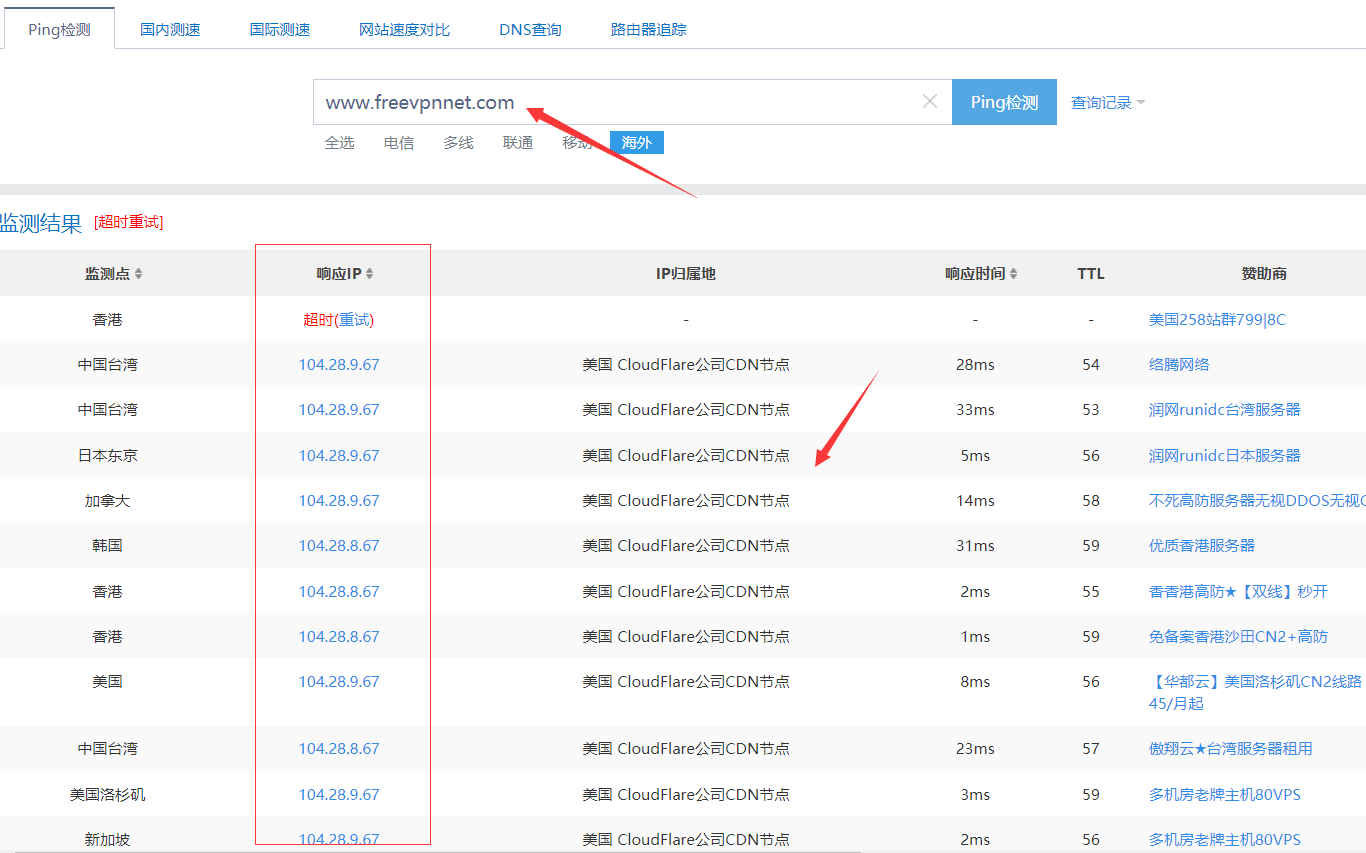 Ping检测 国内测速 国际测速 网站速度对比 DNS查询 路由器追踪
www.freevpnnet.com Ping检测 查询记录
全选 电信 多线 联通 移动 海外
监测结果 [超时重试]
监测点 响应IP IP归属地 响应时间 TTL 赞助商
香港 超时(重试) - - - 美国258站群799|8C
中国台湾 104.28.9.67 美国 CloudFlare公司CDN节点 28ms 54 络腾网络
中国台湾 104.28.9.67 美国 CloudFlare公司CDN节点 33ms 53 润网runidc台湾服务器
日本东京 104.28.9.67 美国 CloudFlare公司CDN节点 5ms 56 润网runidc日本服务器
加拿大 104.28.9.67 美国 CloudFlare公司CDN节点 14ms 58 不死高防服务器无视DDOS无视C
韩国 104.28.8.67 美国 CloudFlare公司CDN节点 31ms 59 优质香港服务器
香港 104.28.8.67 美国 CloudFlare公司CDN节点 2ms 55 香香港高防★【双线】秒开
香港 104.28.8.67 美国 CloudFlare公司CDN节点 1ms 59 免备案香港沙田CN2+高防
美国 104.28.9.67 美国 CloudFlare公司CDN节点 8ms 56 【华都云】美国洛杉矶CN2线路
45/月起
中国台湾 104.28.8.67 美国 CloudFlare公司CDN节点 23ms 57 傲翔云★台湾服务器租用
美国洛杉矶 104.28.9.67 美国 CloudFlare公司CDN节点 3ms 59 多机房老牌主机80VPS
新加坡 104.28.9.67 美国 CloudFlare公司CDN节点 2ms 56 多机房老牌主机80VPS